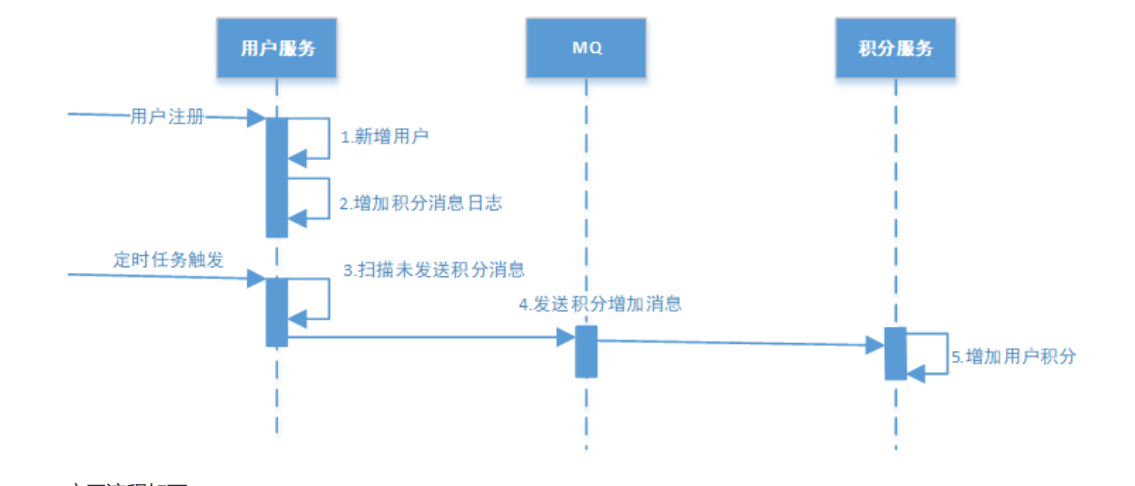 用户服务
MQ
积分服务
用户注册
1.新增用户
2.增加积分消息日志
定时任务触发
3.扫描未发送积分消息
4.发送积分增加消息
5.增加用户积分